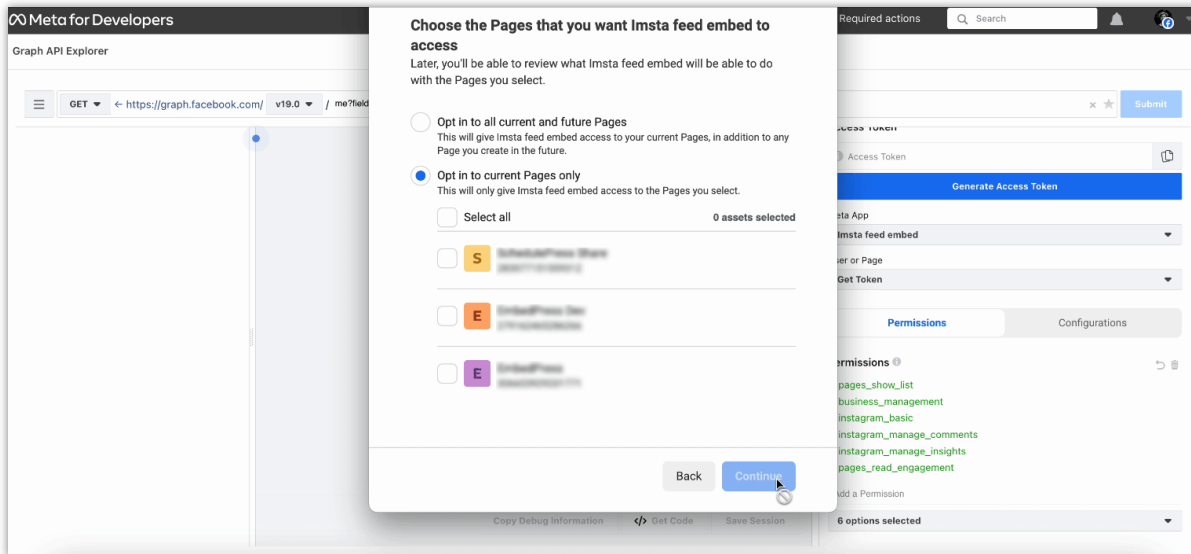 Meta for Developers
Required actions
Search
Graph API Explorer
GET
https://graph.facebook.com/
v19.0
/ me?field
Submit
Choose the Pages that you want Imsta feed embed to
access
Later, you'll be able to review what Imsta feed embed will be able to do
with the Pages you select.
Opt in to all current and future Pages
This will give Imsta feed embed access to your current Pages, in addition to any
Page you create in the future.
Opt in to current Pages only
This will only give Imsta feed embed access to the Pages you select.
Select all
0 assets selected
S
E
E
Back
Continue
Copy Debug Information
</> Get Code
Save Session
Access Token
Generate Access Token
eta App
Imsta feed embed
er or Page
Get Token
Permissions
Configurations
ermissions
pages_show_list
business_management
instagram_basic
instagram_manage_comments
instagram_manage_insights
pages_read_engagement
dd a Permission
6 options selected